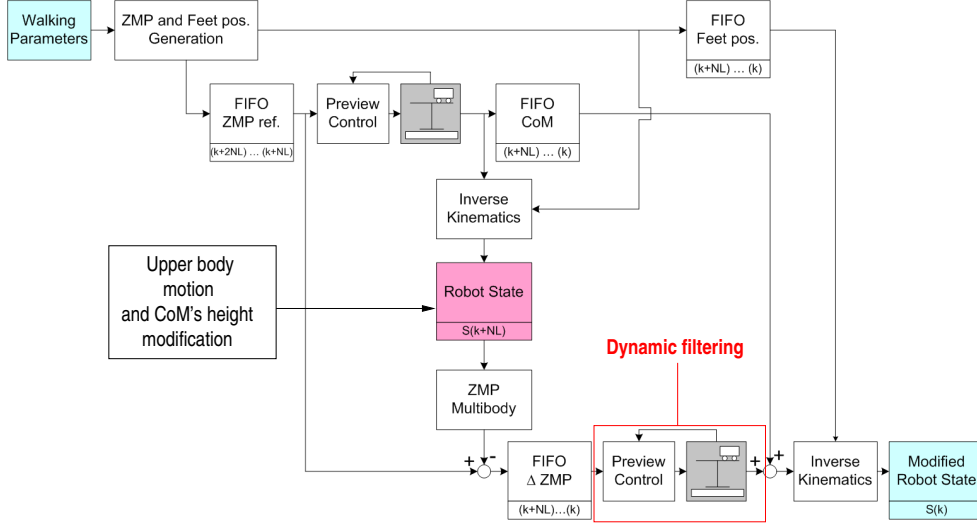 Walking
Parameters
ZMP and Feet pos.
Generation
FIFO
Feet pos.
(k+NL) ... (k)
FIFO
ZMP ref.
(k+2NL) ... (k+NL)
Preview
Control
FIFO
CoM
(k+NL) ... (k)
Inverse
Kinematics
Upper body
motion
and CoM's height
modification
Robot State
S(k+NL)
Dynamic filtering
ZMP
Multibody
+
-
FIFO
Δ ZMP
(k+NL)...(k)
Preview
Control
+
+
Inverse
Kinematics
Modified
Robot State
S(k)